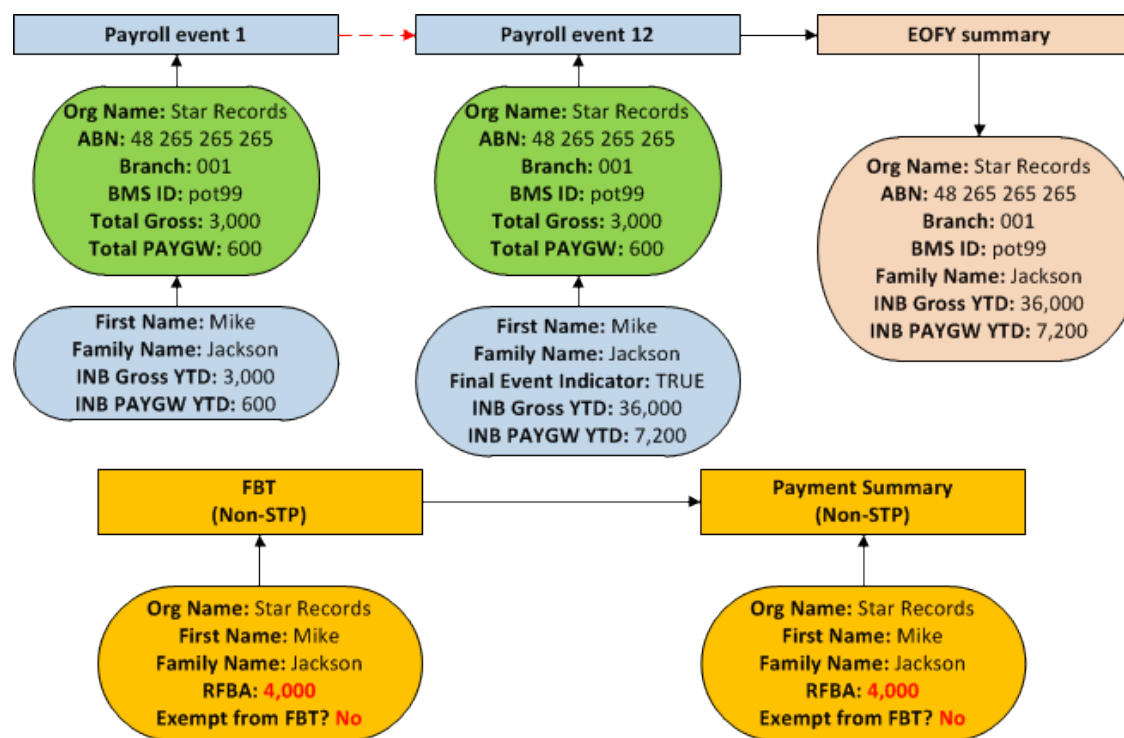 Payroll event 1
Payroll event 12
EOFY summary
Org Name: Star Records
ABN: 48 265 265 265
Branch: 001
BMS ID: pot99
Total Gross: 3,000
Total PAYGW: 600
Org Name: Star Records
ABN: 48 265 265 265
Branch: 001
BMS ID: pot99
Total Gross: 3,000
Total PAYGW: 600
Org Name: Star Records
ABN: 48 265 265 265
Branch: 001
BMS ID: pot99
Family Name: Jackson
INB Gross YTD: 36,000
INB PAYGW YTD: 7,200
First Name: Mike
Family Name: Jackson
INB Gross YTD: 3,000
INB PAYGW YTD: 600
First Name: Mike
Family Name: Jackson
Final Event Indicator: TRUE
INB Gross YTD: 36,000
INB PAYGW YTD: 7,200
FBT
(Non-STP)
Payment Summary
(Non-STP)
Org Name: Star Records
First Name: Mike
Family Name: Jackson
RFBA: 4,000
Exempt from FBT? No
Org Name: Star Records
First Name: Mike
Family Name: Jackson
RFBA: 4,000
Exempt from FBT? No